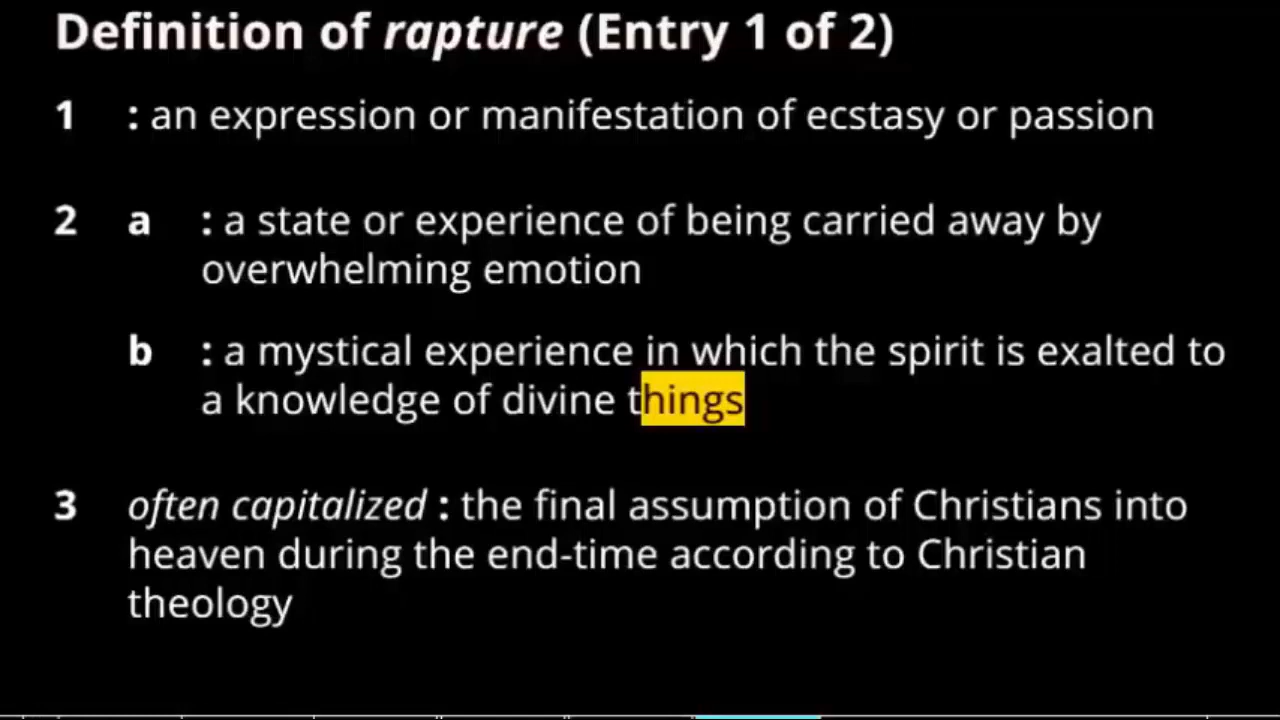 Definition of rapture (Entry 1 of 2)
1 : an expression or manifestation of ecstasy or passion
2 a : a state or experience of being carried away by
overwhelming emotion
b : a mystical experience in which the spirit is exalted to
a knowledge of divine things
3 often capitalized : the final assumption of Christians into
heaven during the end-time according to Christian
theology